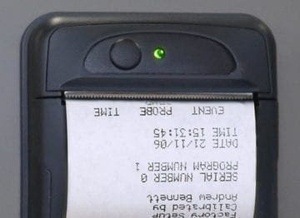 Factory Setup
Calibrated by
Andrew Bennett
SERIAL NUMBER 0
PROGRAM NUMBER 1
DATE 21/11/06
TIME 15:31:45
EVENT PROBE TIME